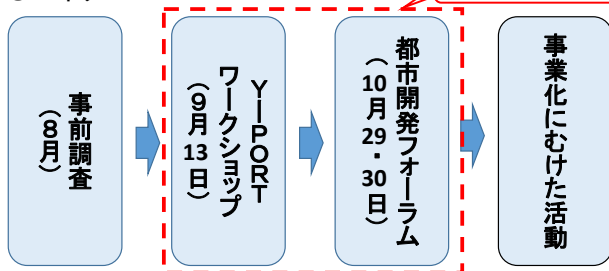 事前調査
（８月）
ＹＩＰＯＲＴ
ワークショップ
（９月13日）
都市開発フォーラム
（10月29・30日）
事業化にむけた活動